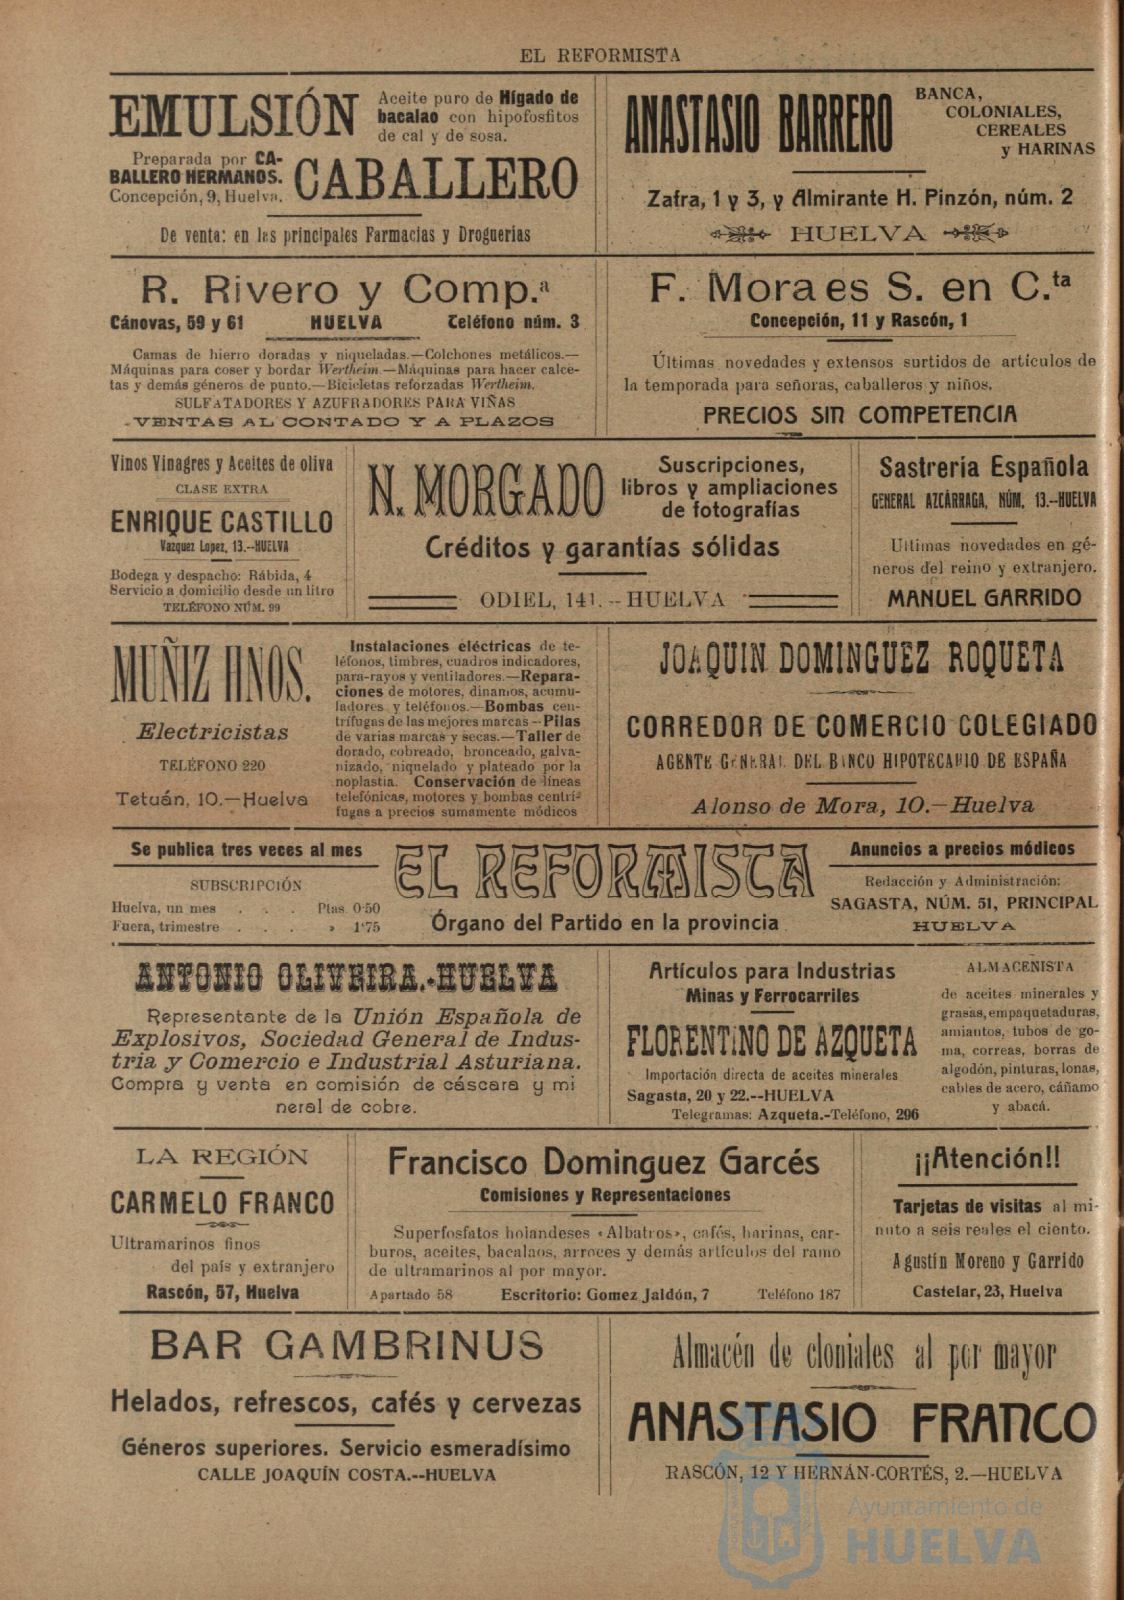 EL REFORMISTA
EMULSIÓN
Aceite puro de Hígado de
bacalao con hipofosfitos
de cal y de sosa.
Preparada por CA-
BALLERO HERMANOS.
Concepción, 9, Huelva.
CABALLERO
De venta: en las principales Farmacias y Droguerias
ANASTASIO BARRERO
BANCA,
COLONIALES,
CEREALES
y HARINAS
Zafra, 1 y 3, y Almirante H. Pinzón, núm. 2
HUELVA
R. Rivero y Comp.ª
Cánovas, 59 y 61 HUELVA Teléfono núm. 3
Camas de hierro doradas y niqueladas.—Colchones metálicos.—
Máquinas para coser y bordar Wertheim.—Máquinas para hacer calce-
tas y demás géneros de punto.—Bicicletas reforzadas Wertheim.
SULFATADORES Y AZUFRADORES PARA VIÑAS
-VENTAS AL CONTADO Y A PLAZOS
F. Moraes S. en C.ta
Concepción, 11 y Rascón, 1
Últimas novedades y extensos surtidos de artículos de
la temporada para señoras, caballeros y niños.
PRECIOS SIN COMPETENCIA
Vinos Vinagres y Aceites de oliva
CLASE EXTRA
ENRIQUE CASTILLO
Vazquez Lopez, 13.--HUELVA
Bodega y despacho: Rábida, 4
Servicio a domicilio desde un litro
TELÉFONO NÚM. 99
N. MORGADO
Suscripciones,
libros y ampliaciones
de fotografías
Créditos y garantías sólidas
ODIEL, 141.--HUELVA
Sastrería Española
GENERAL AZCÁRRAGA, NÚM. 13.--HUELVA
Ultimas novedades en gé-
neros del reino y extranjero.
MANUEL GARRIDO
MUÑIZ HNOS.
Electricistas
TELÉFONO 220
Tetuán, 10.—Huelva
Instalaciones eléctricas de te-
léfonos, timbres, cuadros indicadores,
para-rayos y ventiladores.—Repara-
ciones de motores, dinamos, acumu-
ladores y teléfonos.—Bombas cen-
trífugas de las mejores marcas—Pilas
de varias marcas y secas.—Taller de
dorado, cobreado, bronceado, galva-
nizado, niquelado y plateado por la
noplastia. Conservación de líneas
telefónicas, motores y bombas centrí-
fugas a precios sumamente módicos
JOAQUIN DOMINGUEZ ROQUETA
CORREDOR DE COMERCIO COLEGIADO
AGENTE GENERAL DEL BANCO HIPOTECARIO DE ESPAÑA
Alonso de Mora, 10.—Huelva
Se publica tres veces al mes
SUBSCRIPCIÓN
Huelva, un mes . . . Ptas. 0'50
Fuera, trimestre . . . » 1'75
EL REFORMISTA
Órgano del Partido en la provincia
Anuncios a precios módicos
Redacción y Administración:
SAGASTA, NÚM. 51, PRINCIPAL
HUELVA
ANTONIO OLIVEIRA.-HUELVA
Representante de la Unión Española de
Explosivos, Sociedad General de Indus-
tria y Comercio e Industrial Asturiana.
Compra y venta en comisión de cáscara y mi
neral de cobre.
Artículos para Industrias
Minas y Ferrocarriles
FLORENTINO DE AZQUETA
Importación directa de aceites minerales
Sagasta, 20 y 22.--HUELVA
Telegramas: Azqueta.-Teléfono, 296
ALMACENISTA
de aceites minerales y
grasas, empaquetaduras,
amiantos, tubos de go-
ma, correas, borras de
algodón, pinturas, lonas,
cables de acero, cáñamo
y abacá.
LA REGIÓN
CARMELO FRANCO
Ultramarinos finos
del país y extranjero
Rascón, 57, Huelva
Francisco Dominguez Garcés
Comisiones y Representaciones
Superfosfatos holandeses «Albatros», cafés, harinas, car-
buros, aceites, bacalaos, arroces y demás artículos del ramo
de ultramarinos al por mayor.
Apartado 58 Escritorio: Gomez Jaldón, 7 Teléfono 187
¡¡Atención!!
Tarjetas de visitas al mi-
nuto a seis reales el ciento.
Agustín Moreno y Garrido
Castelar, 23, Huelva
BAR GAMBRINUS
Helados, refrescos, cafés y cervezas
Géneros superiores. Servicio esmeradísimo
CALLE JOAQUÍN COSTA.--HUELVA
Almacén de cloniales al por mayor
ANASTASIO FRANCO
RASCÓN, 12 Y HERNÁN-CORTÉS, 2.—HUELVA
Ayuntamiento de
HUELVA